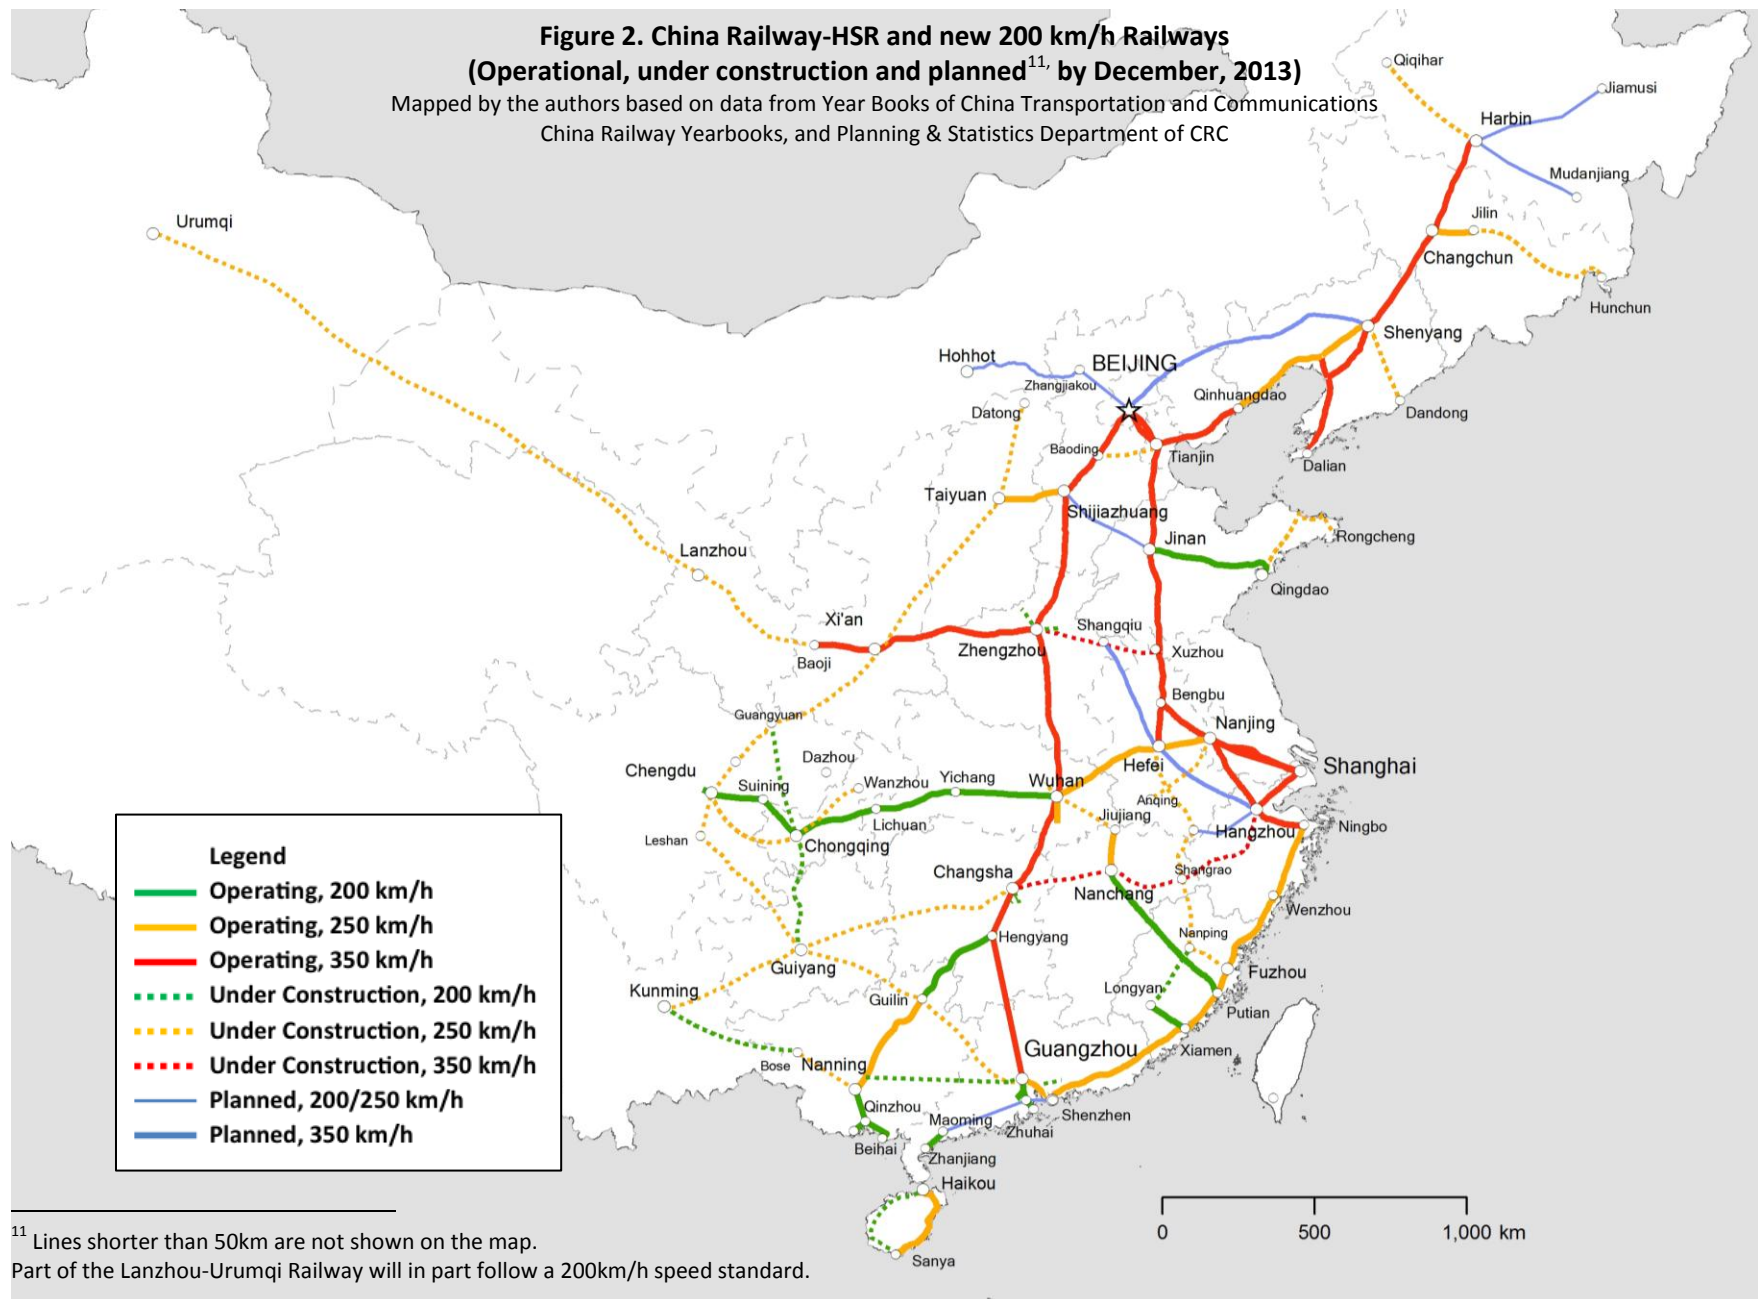 Figure 2. China Railway-HSR and new 200 km/h Railways
(Operational, under construction and planned11, by December, 2013)
Mapped by the authors based on data from Year Books of China Transportation and Communications
China Railway Yearbooks, and Planning & Statistics Department of CRC
Qiqihar
Jiamusi
Harbin
Mudanjiang
Urumqi
Jilin
Changchun
Hunchun
Shenyang
Hohhot
BEIJING
Zhangjiakou
Qinhuangdao
Datong
Dandong
Baoding
Tianjin
Dalian
Taiyuan
Shijiazhuang
Jinan
Rongcheng
Lanzhou
Qingdao
Xi'an
Shangqiu
Zhengzhou
Xuzhou
Baoji
Bengbu
Guangyuan
Nanjing
Dazhou
Hefei
Shanghai
Chengdu
Suining
Wanzhou
Yichang
Wuhan
Anqing
Jiujiang
Lichuan
Hangzhou
Ningbo
Leshan
Chongqing
Changsha
Shangrao
Nanchang
Wenzhou
Hengyang
Nanping
Guiyang
Fuzhou
Kunming
Guilin
Longyan
Putian
Guangzhou
Xiamen
Bose
Nanning
Qinzhou
Maoming
Shenzhen
Zhuhai
Beihai
Zhanjiang
Haikou
Sanya
Legend
Operating, 200 km/h
Operating, 250 km/h
Operating, 350 km/h
Under Construction, 200 km/h
Under Construction, 250 km/h
Under Construction, 350 km/h
Planned, 200/250 km/h
Planned, 350 km/h
0 500 1,000 km
11 Lines shorter than 50km are not shown on the map.
Part of the Lanzhou-Urumqi Railway will in part follow a 200km/h speed standard.